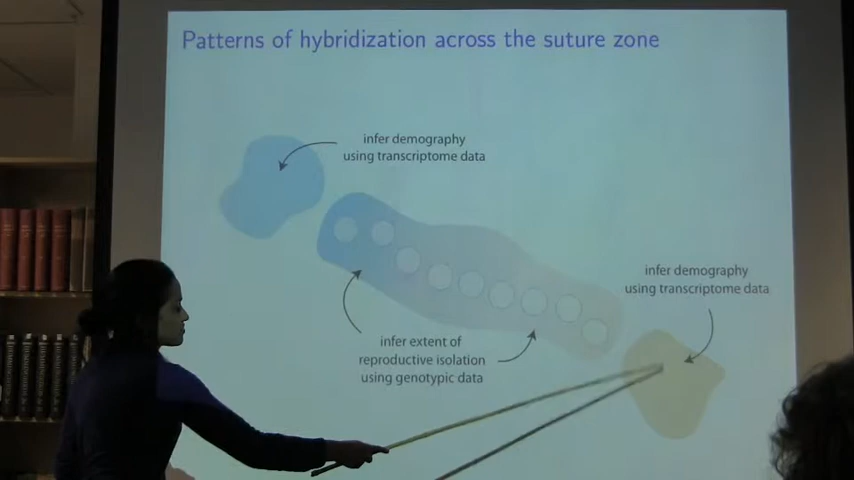 Patterns of hybridization across the suture zone
infer demography
using transcriptome data
infer demography
using transcriptome data
infer extent of
reproductive isolation
using genotypic data